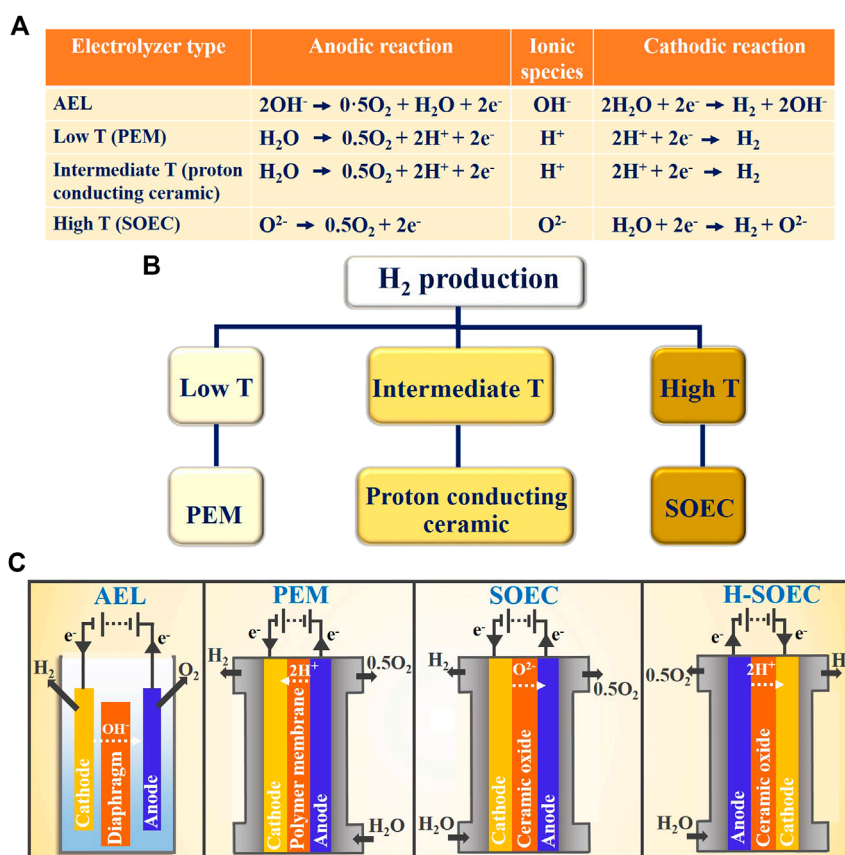 A
Electrolyzer type Anodic reaction Ionic species Cathodic reaction
AEL 2OH⁻ → 0·5O₂ + H₂O + 2e⁻ OH⁻ 2H₂O + 2e⁻ → H₂ + 2OH⁻
Low T (PEM) H₂O → 0.5O₂ + 2H⁺ + 2e⁻ H⁺ 2H⁺ + 2e⁻ → H₂
Intermediate T (proton conducting ceramic) H₂O → 0.5O₂ + 2H⁺ + 2e⁻ H⁺ 2H⁺ + 2e⁻ → H₂
High T (SOEC) O²⁻ → 0.5O₂ + 2e⁻ O²⁻ H₂O + 2e⁻ → H₂ + O²⁻
B
H₂ production
Low T
Intermediate T
High T
PEM
Proton conducting
ceramic
SOEC
C
AEL
e⁻
e⁻
H₂
O₂
OH⁻
Cathode
Diaphragm
Anode
PEM
e⁻
e⁻
H₂
2H⁺
0.5O₂
Cathode
Polymer membrane
Anode
H₂O
SOEC
e⁻
e⁻
H₂
O²⁻
0.5O₂
Cathode
Ceramic oxide
Anode
H₂O
H-SOEC
e⁻
e⁻
0.5O₂
2H⁺
H
Anode
Ceramic oxide
Cathode
H₂O